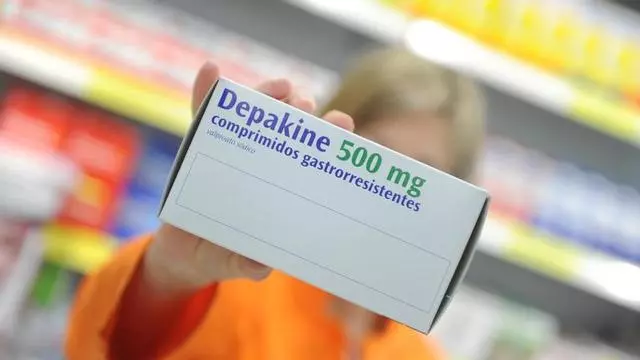 Depakine 500 mg
comprimidos gastrorresistentes
valproato sódico